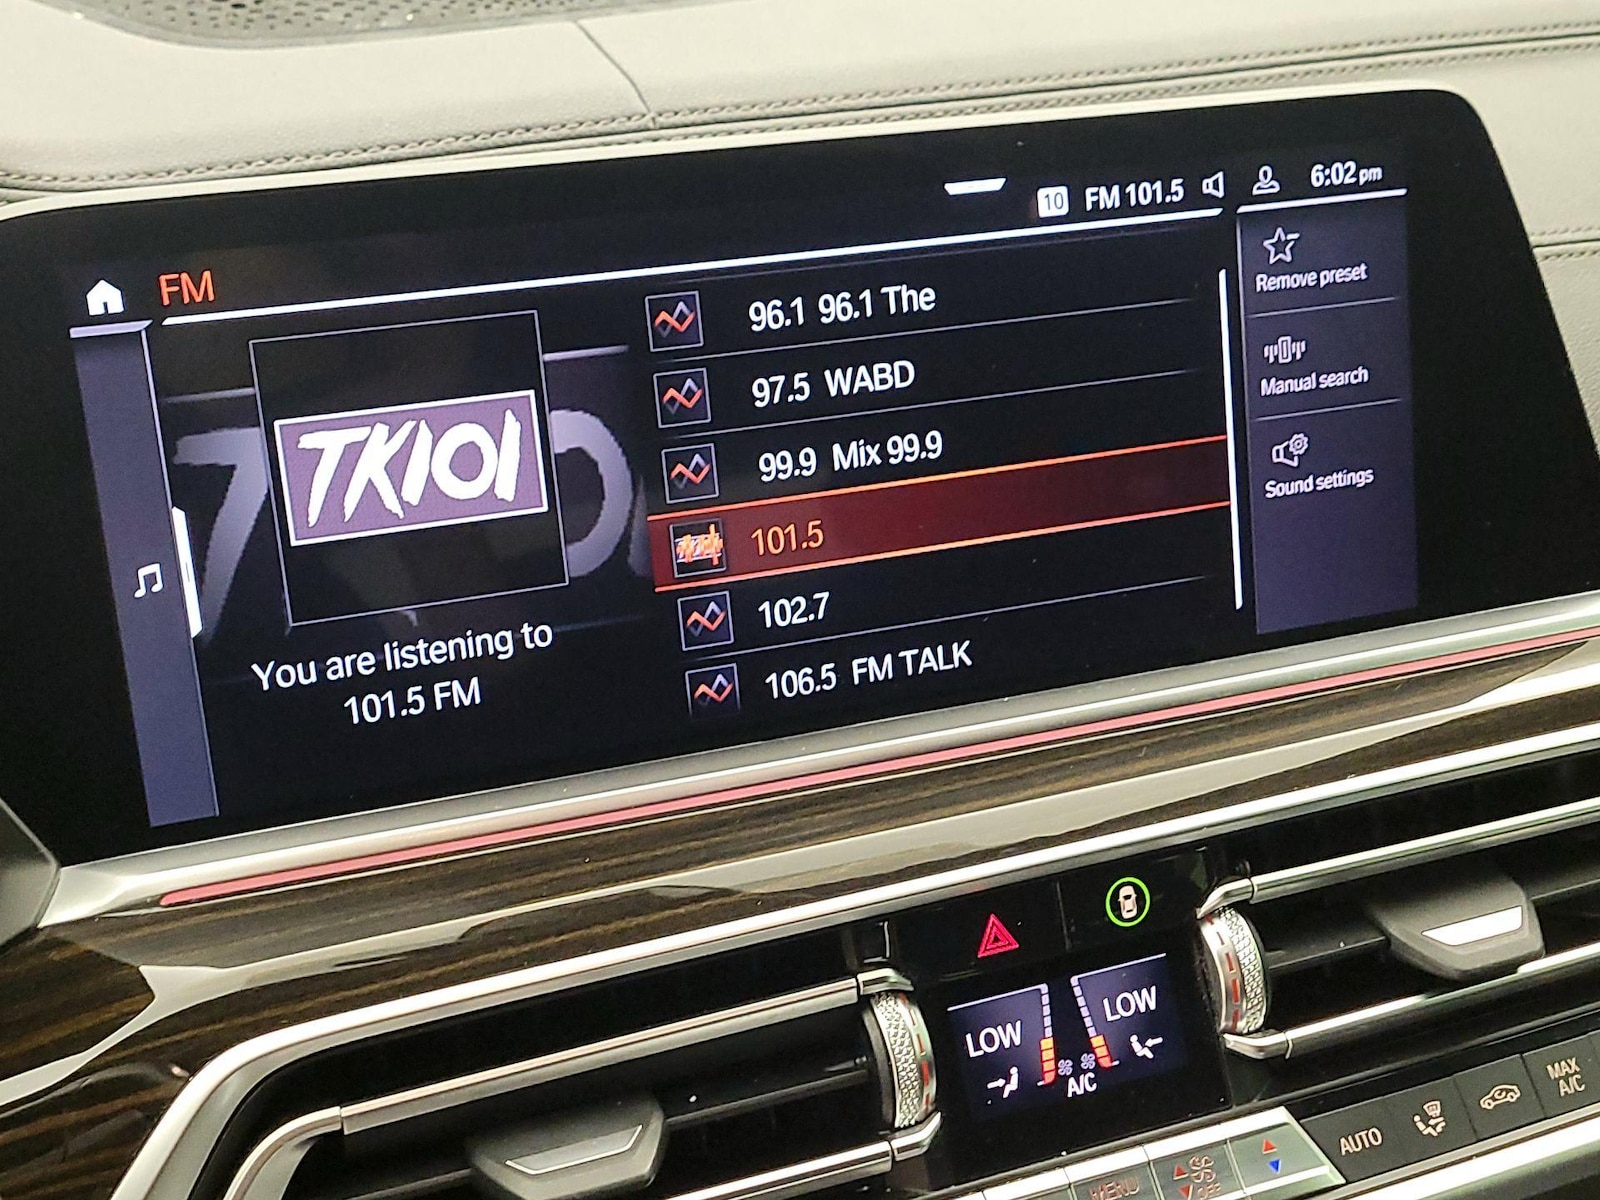 10 FM 101.5 6:02 pm
FM
TK101
You are listening to
101.5 FM
96.1 96.1 The
97.5 WABD
99.9 Mix 99.9
101.5
102.7
106.5 FM TALK
Remove preset
Manual search
Sound settings
LOW
LOW
A/C
AUTO
MAX
A/C
MENU
OFF